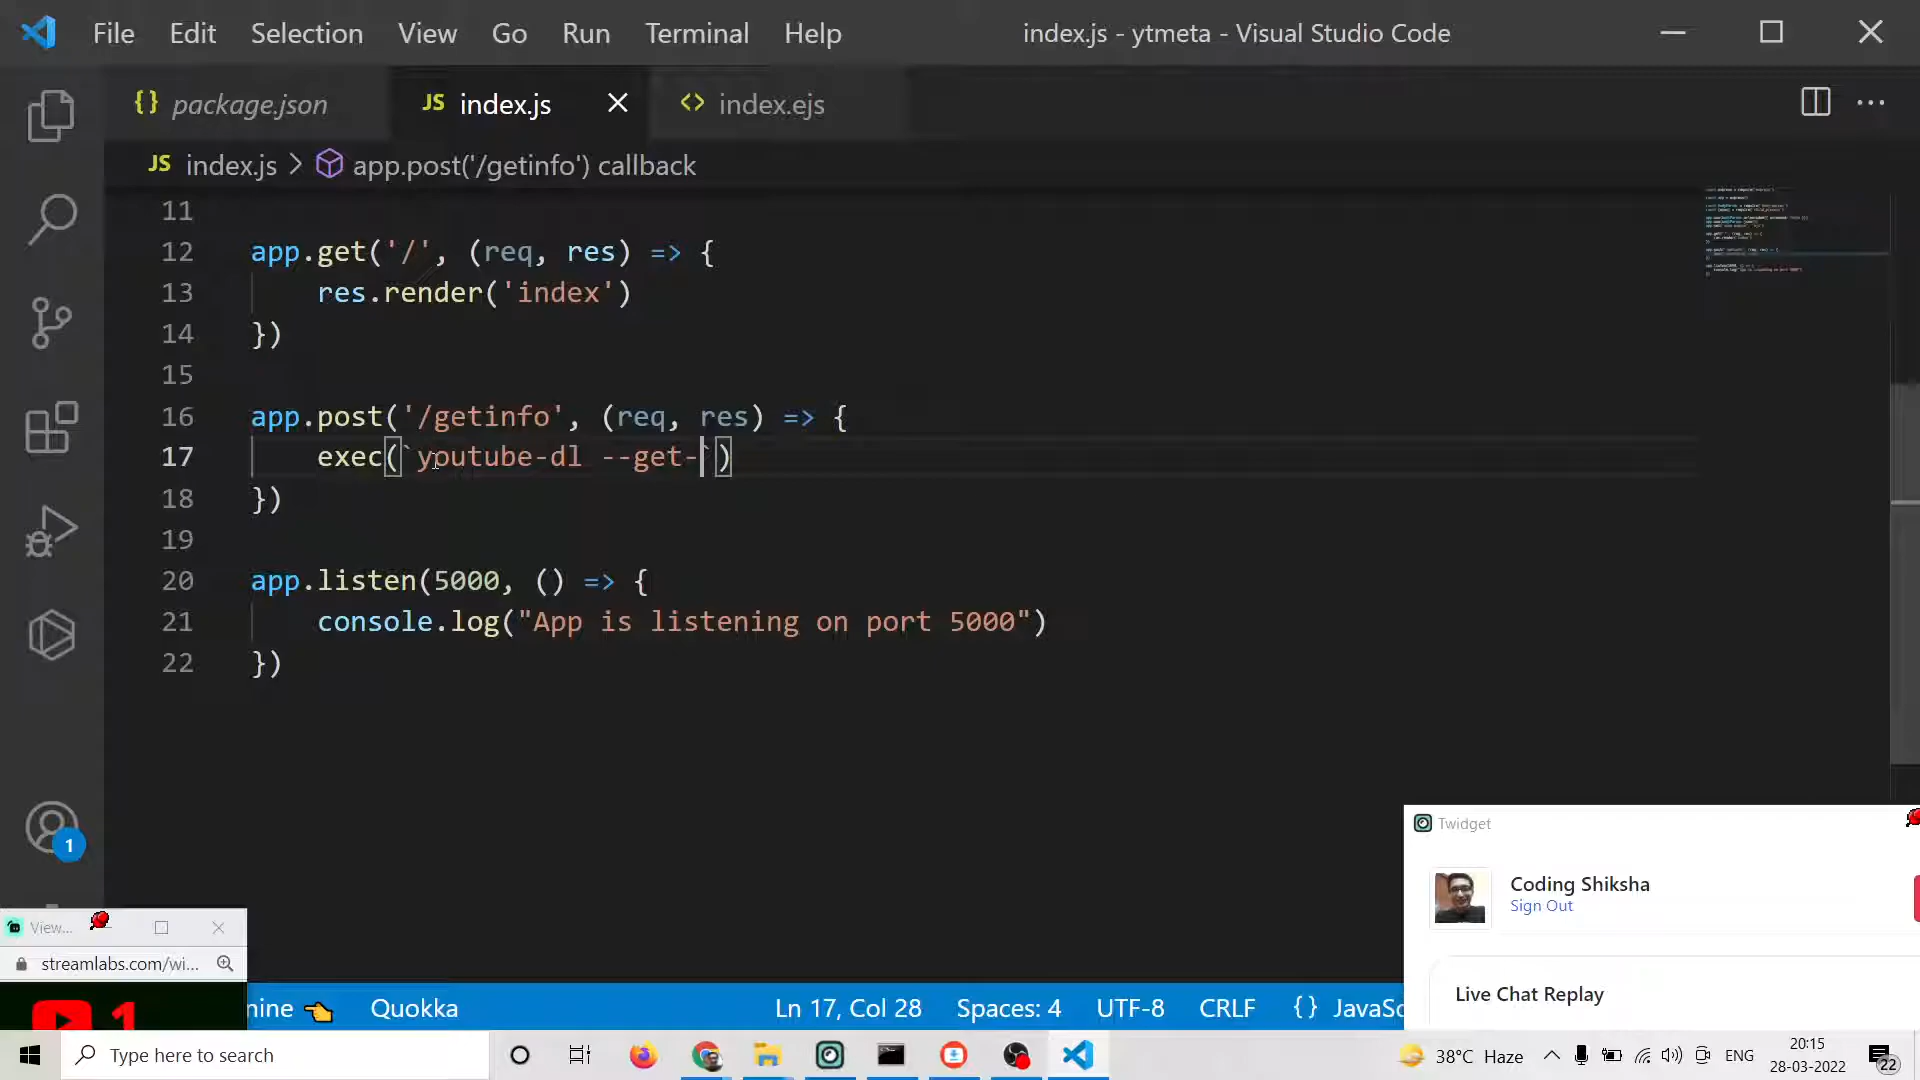 File Edit Selection View Go Run Terminal Help index.js - ytmeta - Visual Studio Code
{} package.json JS index.js <> index.ejs
JS index.js > app.post('/getinfo') callback
11
12 app.get('/', (req, res) => {
13 res.render('index')
14 })
15
16 app.post('/getinfo', (req, res) => {
17 exec(`youtube-dl --get-`)
18 })
19
20 app.listen(5000, () => {
21 console.log("App is listening on port 5000")
22 })
1
Twidget
Coding Shiksha
Sign Out
Live Chat Replay
View...
streamlabs.com/wi...
1
nine 👈 Quokka Ln 17, Col 28 Spaces: 4 UTF-8 CRLF {} JavaSc
Type here to search 38°C Haze ENG 20:15
28-03-2022 22